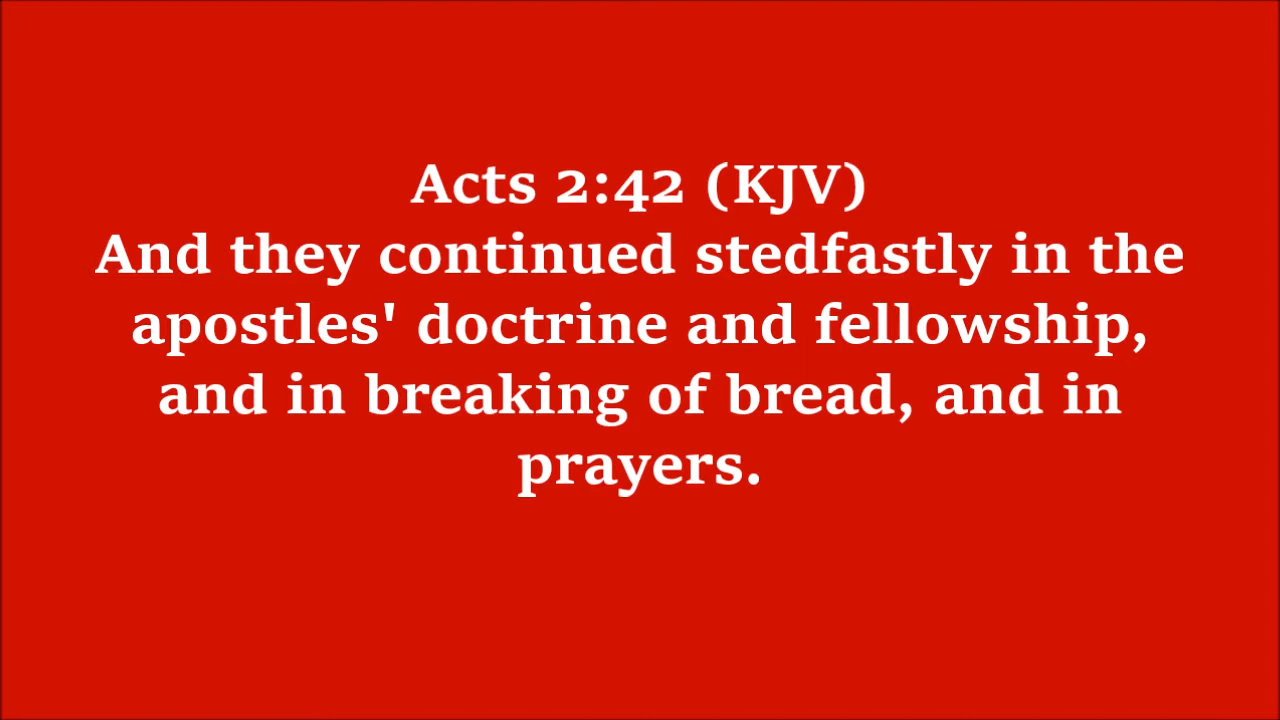 Acts 2:42 (KJV)
And they continued stedfastly in the
apostles' doctrine and fellowship,
and in breaking of bread, and in
prayers.